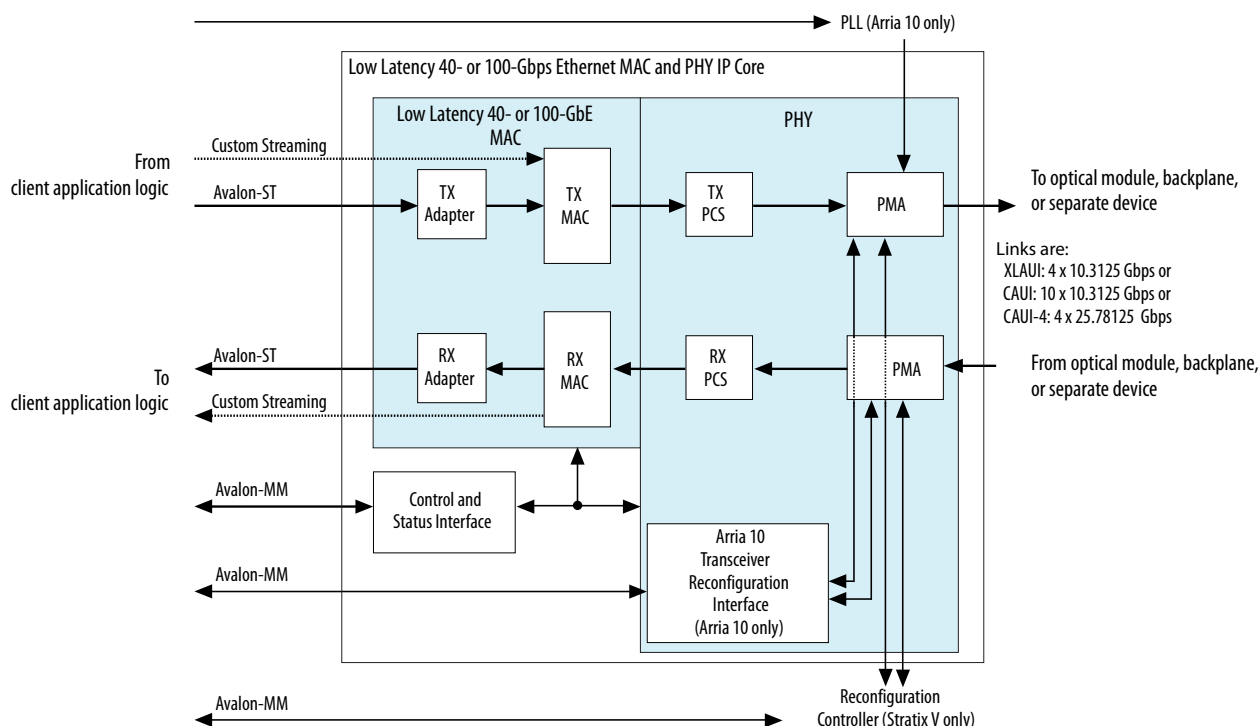 PLL (Arria 10 only)
Low Latency 40- or 100-Gbps Ethernet MAC and PHY IP Core
Low Latency 40- or 100-GbE
MAC
PHY
From
client application logic
Custom Streaming
Avalon-ST
TX
Adapter
TX
MAC
TX
PCS
PMA
To optical module, backplane,
or separate device
Links are:
XLAUI: 4 x 10.3125 Gbps or
CAUI: 10 x 10.3125 Gbps or
CAUI-4: 4 x 25.78125 Gbps
To
client application logic
Avalon-ST
Custom Streaming
RX
Adapter
RX
MAC
RX
PCS
PMA
From optical module, backplane,
or separate device
Avalon-MM
Control and
Status Interface
Avalon-MM
Arria 10
Transceiver
Reconfiguration
Interface
(Arria 10 only)
Avalon-MM
Reconfiguration
Controller (Stratix V only)